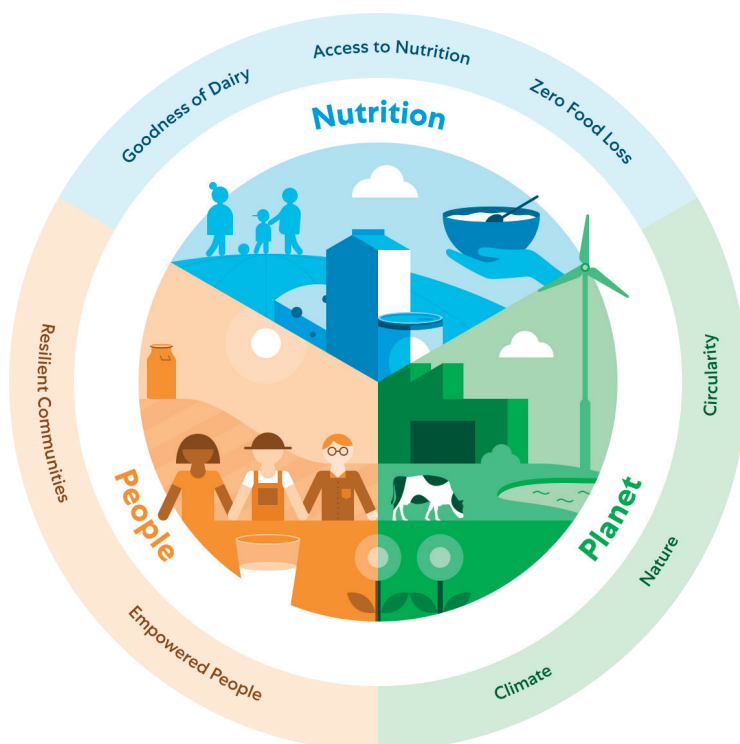 Goodness of Dairy
Access to Nutrition
Zero Food Loss
Nutrition
Circularity
Nature
Climate
Planet
Resilient Communities
Empowered People
People